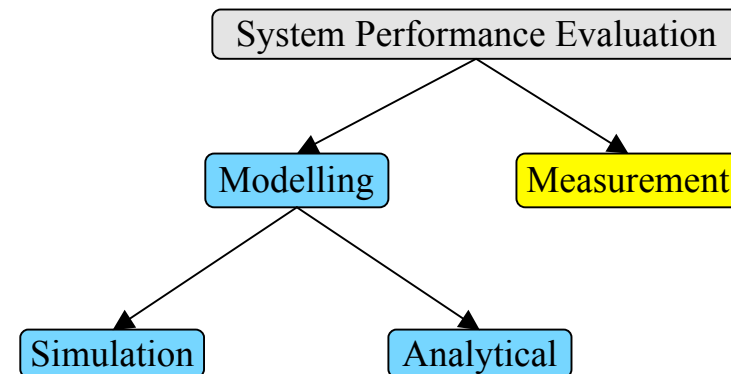 System Performance Evaluation
Modelling
Measurement
Simulation
Analytical